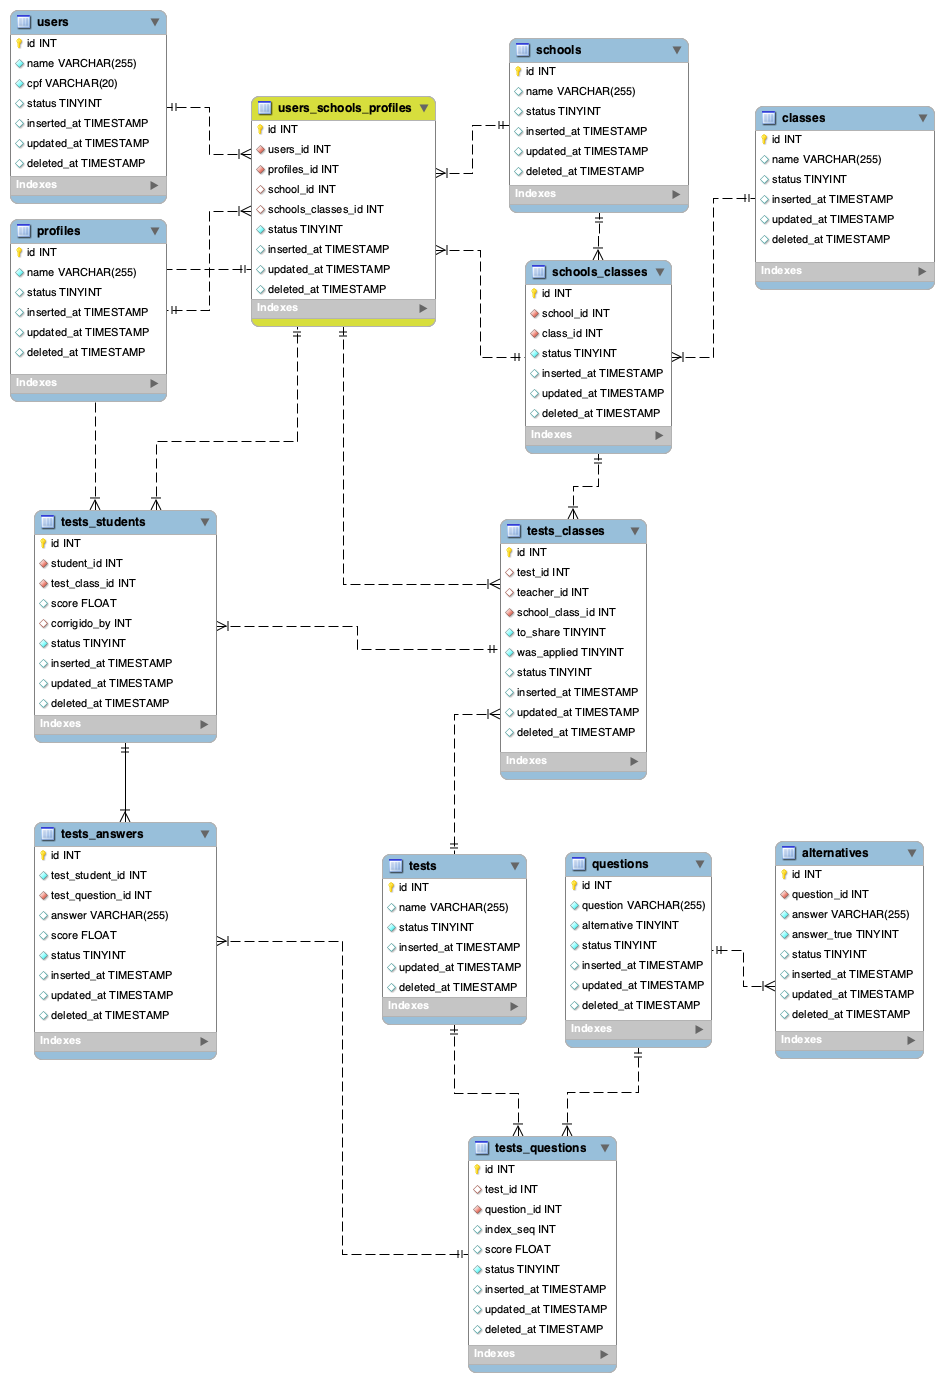 users
id INT
name VARCHAR(255)
cpf VARCHAR(20)
status TINYINT
inserted_at TIMESTAMP
updated_at TIMESTAMP
deleted_at TIMESTAMP
Indexes
profiles
id INT
name VARCHAR(255)
status TINYINT
inserted_at TIMESTAMP
updated_at TIMESTAMP
deleted_at TIMESTAMP
Indexes
users_schools_profiles
id INT
users_id INT
profiles_id INT
school_id INT
schools_classes_id INT
status TINYINT
inserted_at TIMESTAMP
updated_at TIMESTAMP
deleted_at TIMESTAMP
Indexes
schools
id INT
name VARCHAR(255)
status TINYINT
inserted_at TIMESTAMP
updated_at TIMESTAMP
deleted_at TIMESTAMP
Indexes
classes
id INT
name VARCHAR(255)
status TINYINT
inserted_at TIMESTAMP
updated_at TIMESTAMP
deleted_at TIMESTAMP
Indexes
schools_classes
id INT
school_id INT
class_id INT
status TINYINT
inserted_at TIMESTAMP
updated_at TIMESTAMP
deleted_at TIMESTAMP
Indexes
tests_students
id INT
student_id INT
test_class_id INT
score FLOAT
corrigido_by INT
status TINYINT
inserted_at TIMESTAMP
updated_at TIMESTAMP
deleted_at TIMESTAMP
Indexes
tests_classes
id INT
test_id INT
teacher_id INT
school_class_id INT
to_share TINYINT
was_applied TINYINT
status TINYINT
inserted_at TIMESTAMP
updated_at TIMESTAMP
deleted_at TIMESTAMP
Indexes
tests_answers
id INT
test_student_id INT
test_question_id INT
answer VARCHAR(255)
score FLOAT
status TINYINT
inserted_at TIMESTAMP
updated_at TIMESTAMP
deleted_at TIMESTAMP
Indexes
tests
id INT
name VARCHAR(255)
status TINYINT
inserted_at TIMESTAMP
updated_at TIMESTAMP
deleted_at TIMESTAMP
Indexes
questions
id INT
question VARCHAR(255)
alternative TINYINT
status TINYINT
inserted_at TIMESTAMP
updated_at TIMESTAMP
deleted_at TIMESTAMP
Indexes
alternatives
id INT
question_id INT
answer VARCHAR(255)
answer_true TINYINT
status TINYINT
inserted_at TIMESTAMP
updated_at TIMESTAMP
deleted_at TIMESTAMP
Indexes
tests_questions
id INT
test_id INT
question_id INT
index_seq INT
score FLOAT
status TINYINT
inserted_at TIMESTAMP
updated_at TIMESTAMP
deleted_at TIMESTAMP
Indexes